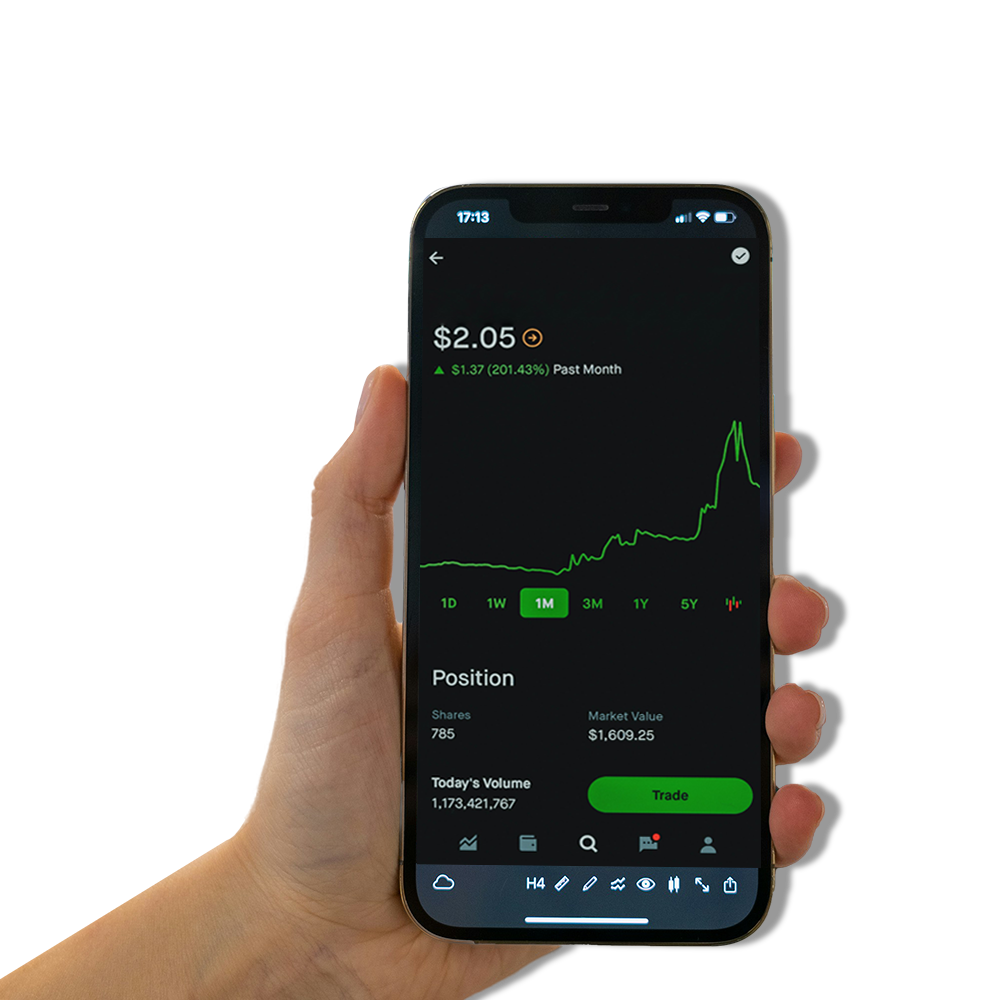 17:13
$2.05
$1.37 (201.43%) Past Month
1D 1W 1M 3M 1Y 5Y
Position
Shares Market Value
785 $1,609.25
Today's Volume
1,173,421,767
Trade
H4